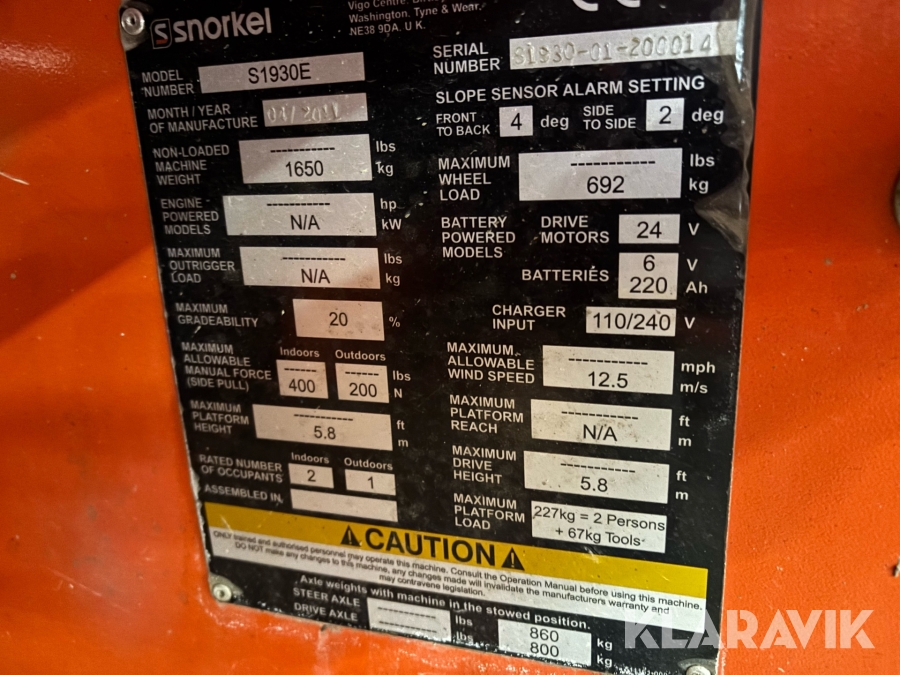 snorkel
Vigo Centre,
Washington. Tyne & Wear.
NE38 9DA. U K.
CE
MODEL NUMBER S1930E
MONTH / YEAR OF MANUFACTURE
NON-LOADED MACHINE WEIGHT ----------- lbs
1650 kg
ENGINE POWERED MODELS ----------- hp
N/A kW
MAXIMUM OUTRIGGER LOAD ----------- lbs
N/A kg
MAXIMUM GRADEABILITY 20 %
Indoors Outdoors
MAXIMUM ALLOWABLE MANUAL FORCE (SIDE PULL) ------ ------ lbs
400 200 N
MAXIMUM PLATFORM HEIGHT ----------- ft
5.8 m
Indoors Outdoors
RATED NUMBER OF OCCUPANTS 2 1
ASSEMBLED IN
SERIAL NUMBER S1930-01-200014
SLOPE SENSOR ALARM SETTING
FRONT TO BACK 4 deg SIDE TO SIDE 2 deg
MAXIMUM WHEEL LOAD ----------- lbs
692 kg
BATTERY POWERED MODELS DRIVE MOTORS 24 V
BATTERIES 6 V
220 Ah
CHARGER INPUT 110/240 V
MAXIMUM ALLOWABLE WIND SPEED ----------- mph
12.5 m/s
MAXIMUM PLATFORM REACH ----------- ft
N/A m
MAXIMUM DRIVE HEIGHT ----------- ft
5.8 m
MAXIMUM PLATFORM LOAD 227kg = 2 Persons
+ 67kg Tools
CAUTION
ONLY trained and authorised personnel may operate this machine. Consult the Operation Manual before using this machine.
DO NOT make any changes to this machine, any changes made will invalidate the manufacturers warranty and
may contravene legislation.
Axle weights with machine in the stowed position.
STEER AXLE ----------- lbs 860 kg
DRIVE AXLE ----------- lbs 800 kg
KLARAVIK